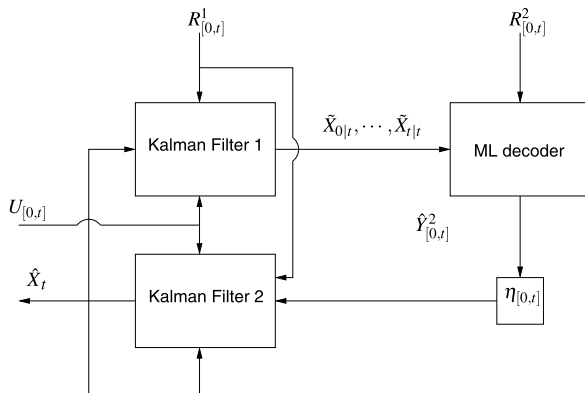 R^1_{[0,t]}
R^2_{[0,t]}
Kalman Filter 1
X̃_{0|t}, ⋯, X̃_{t|t}
ML decoder
U_{[0,t]}
Ŷ^2_{[0,t]}
X̂_t
Kalman Filter 2
η_{[0,t]}